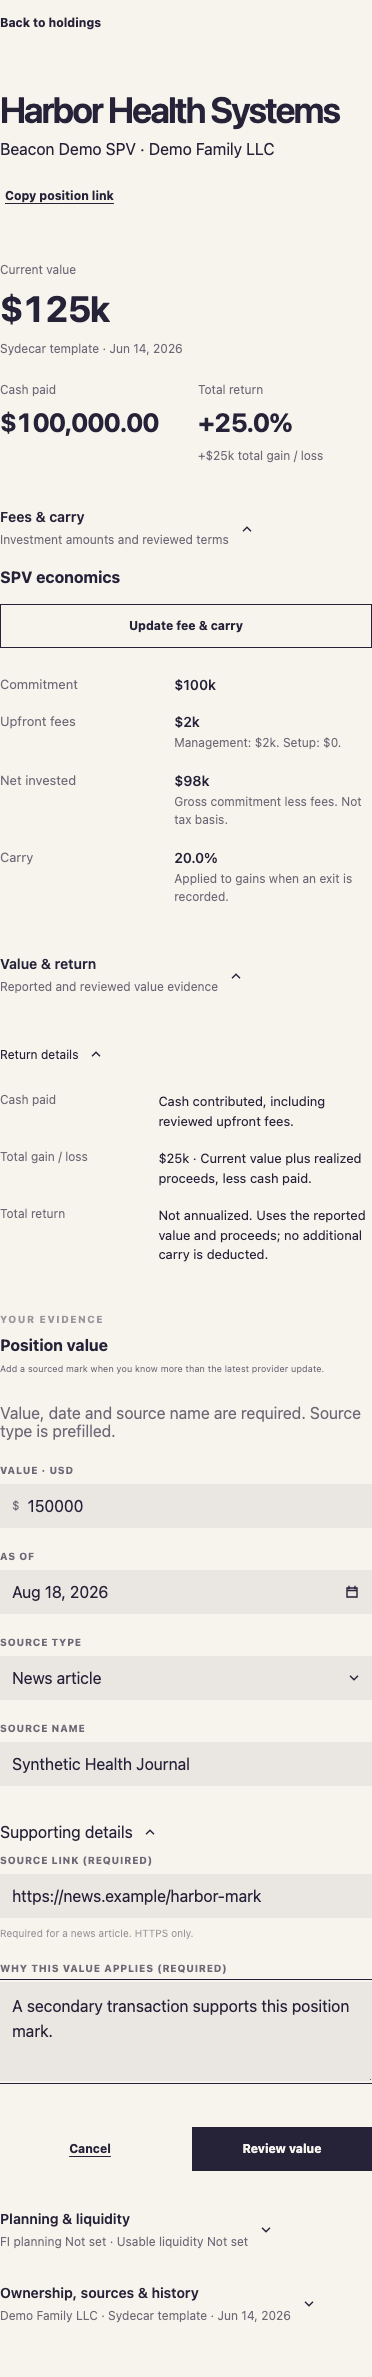 Back to holdings
Harbor Health Systems
Beacon Demo SPV · Demo Family LLC
Copy position link
Current value
$125k
Sydecar template · Jun 14, 2026
Cash paid
$100,000.00
Total return
+25.0%
+$25k total gain / loss
Fees & carry
Investment amounts and reviewed terms
SPV economics
Update fee & carry
Commitment
$100k
Upfront fees
$2k
Management: $2k. Setup: $0.
Net invested
$98k
Gross commitment less fees. Not
tax basis.
Carry
20.0%
Applied to gains when an exit is
recorded.
Value & return
Reported and reviewed value evidence
Return details
Cash paid
Cash contributed, including
reviewed upfront fees.
Total gain / loss
$25k · Current value plus realized
proceeds, less cash paid.
Total return
Not annualized. Uses the reported
value and proceeds; no additional
carry is deducted.
YOUR EVIDENCE
Position value
Add a sourced mark when you know more than the latest provider update.
Value, date and source name are required. Source
type is prefilled.
VALUE · USD
$ 150000
AS OF
Aug 18, 2026
SOURCE TYPE
News article
SOURCE NAME
Synthetic Health Journal
Supporting details
SOURCE LINK (REQUIRED)
https://news.example/harbor-mark
Required for a news article. HTTPS only.
WHY THIS VALUE APPLIES (REQUIRED)
A secondary transaction supports this position
mark.
Cancel
Review value
Planning & liquidity
FI planning Not set · Usable liquidity Not set
Ownership, sources & history
Demo Family LLC · Sydecar template · Jun 14, 2026